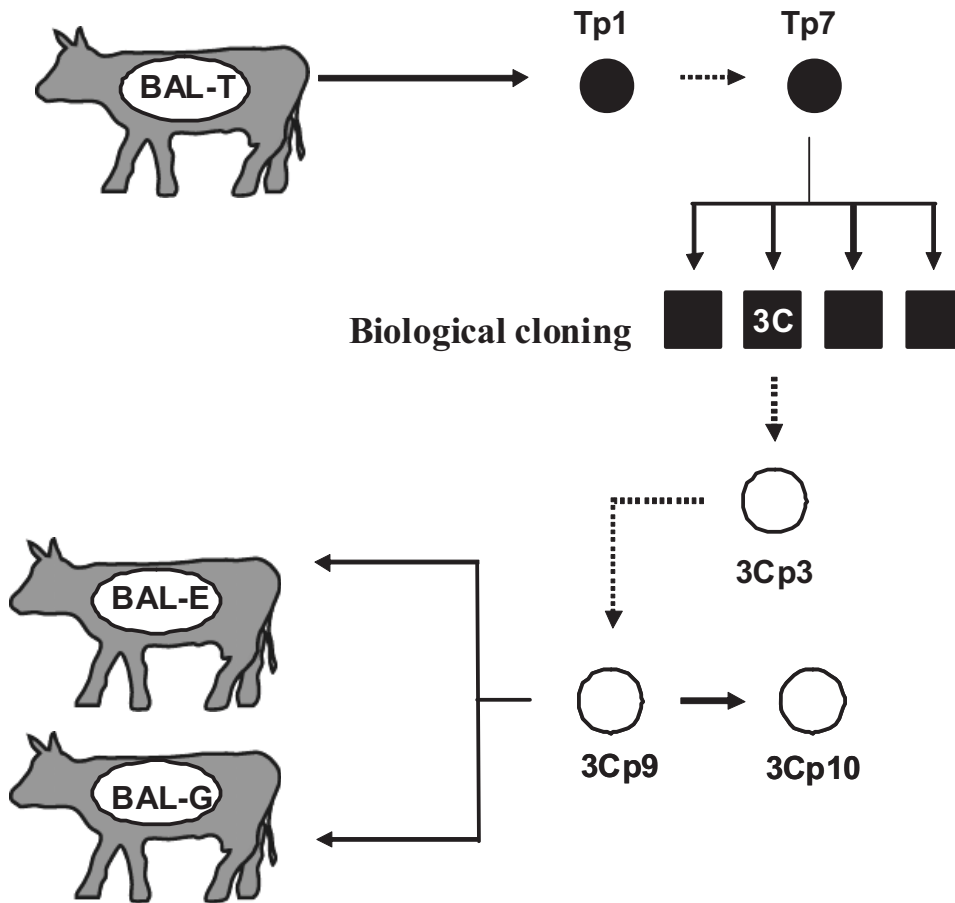 Tp1
Tp7
BAL-T
3C
Biological cloning
3Cp3
BAL-E
3Cp9
3Cp10
BAL-G